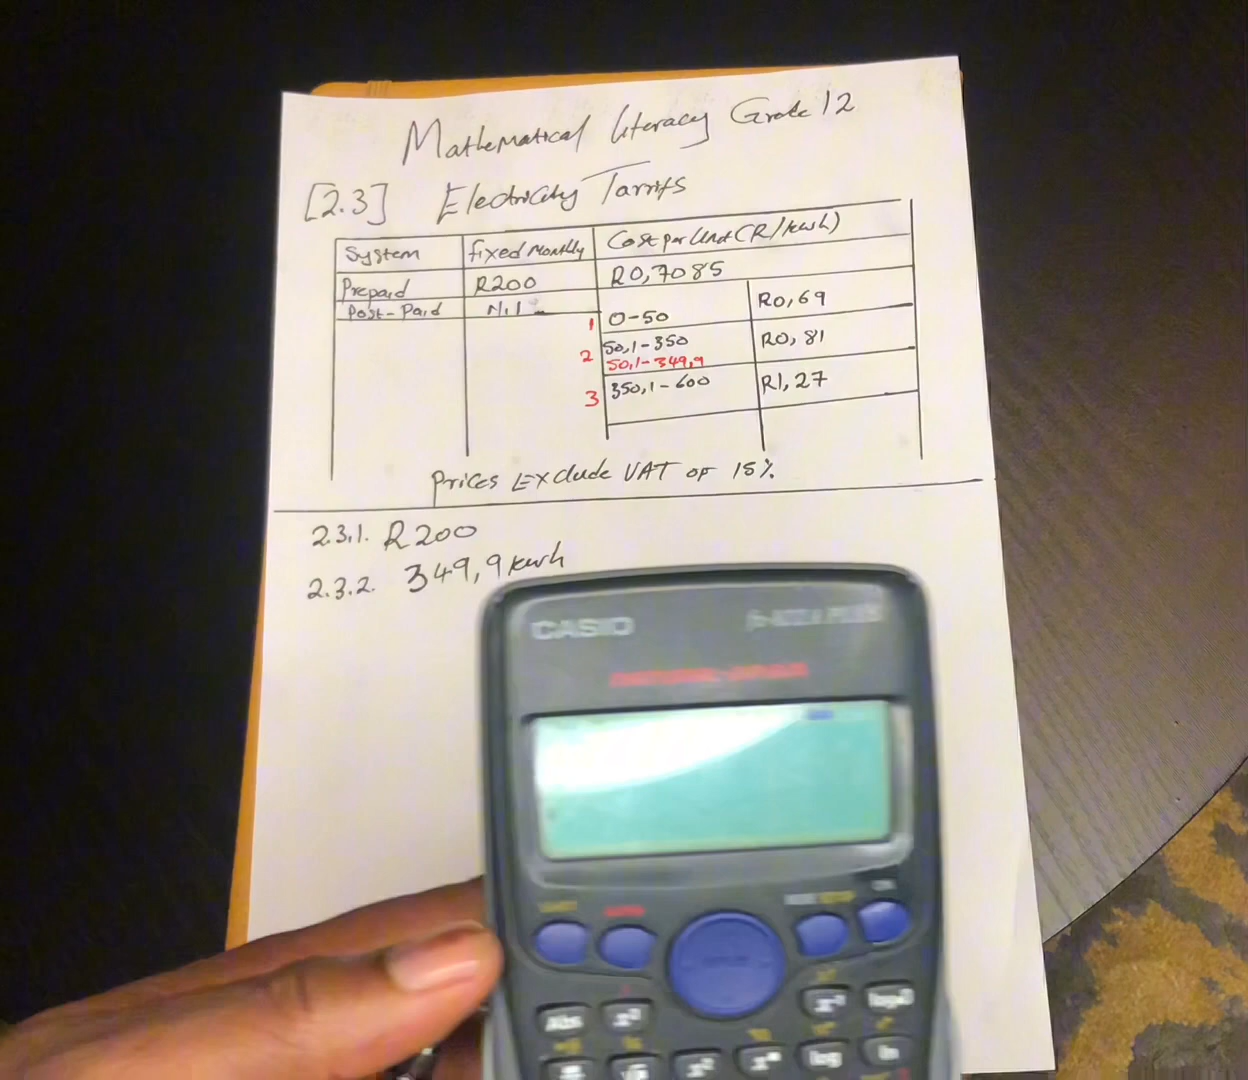 Mathematical literacy Grade 12
[2.3] Electricity Tarrifs
System fixed Monthly Cost per Unit (R/kwh)
Prepaid R200 R0,7085
Post-Paid Nil
1 0-50 R0,69
2 50,1-350 R0,81
50,1-349,9
3 350,1-600 R1,27
Prices Exclude VAT of 15%
2.3.1. R200
2.3.2. 349,9 kwh
CASIO
Abs
log
ln